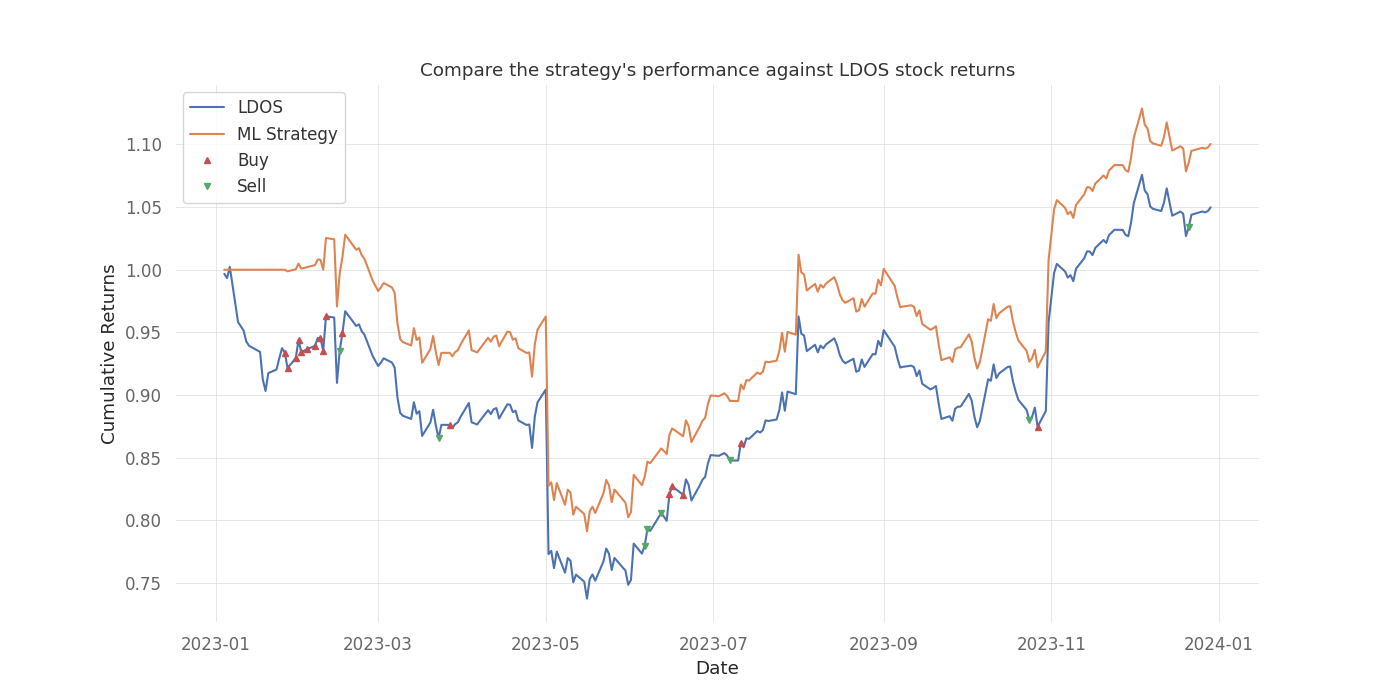 Compare the strategy's performance against LDOS stock returns
LDOS
ML Strategy
Buy
Sell
Cumulative Returns
1.10
1.05
1.00
0.95
0.90
0.85
0.80
0.75
2023-01
2023-03
2023-05
2023-07
2023-09
2023-11
2024-01
Date